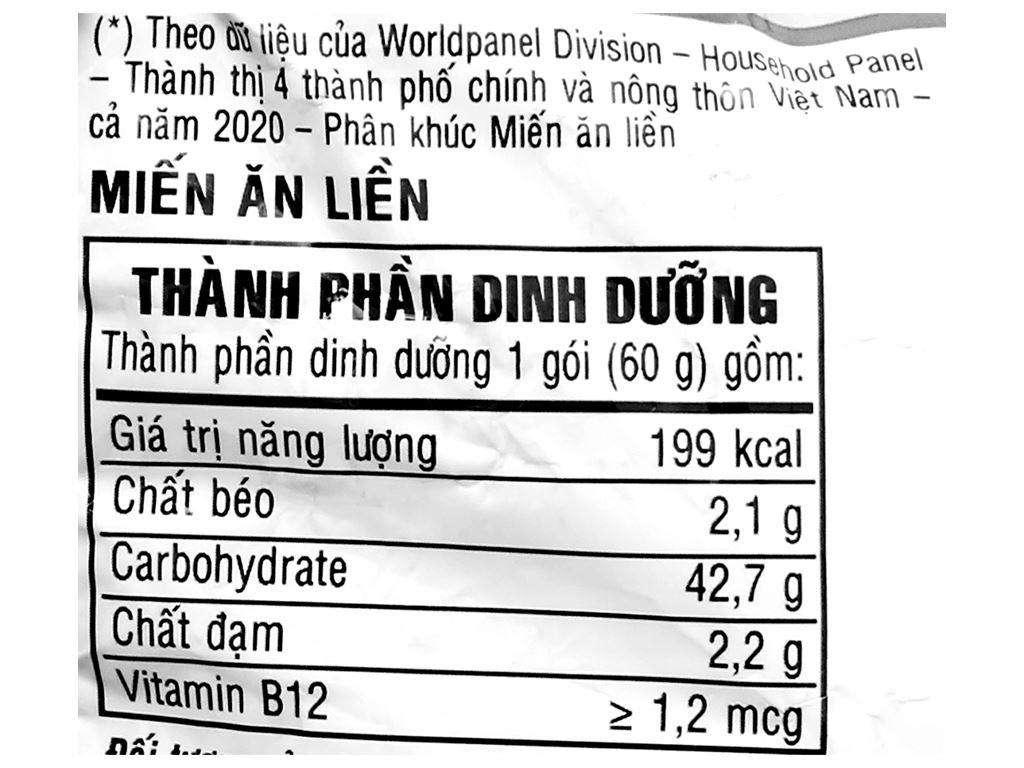 (*) Theo dữ liệu của Worldpanel Division – Household Panel
– Thành thị 4 thành phố chính và nông thôn Việt Nam –
cả năm 2020 – Phân khúc Miến ăn liền
MIẾN ĂN LIỀN
THÀNH PHẦN DINH DƯỠNG
Thành phần dinh dưỡng 1 gói (60 g) gồm:
Giá trị năng lượng 199 kcal
Chất béo 2,1 g
Carbohydrate 42,7 g
Chất đạm 2,2 g
Vitamin B12 ≥ 1,2 mcg